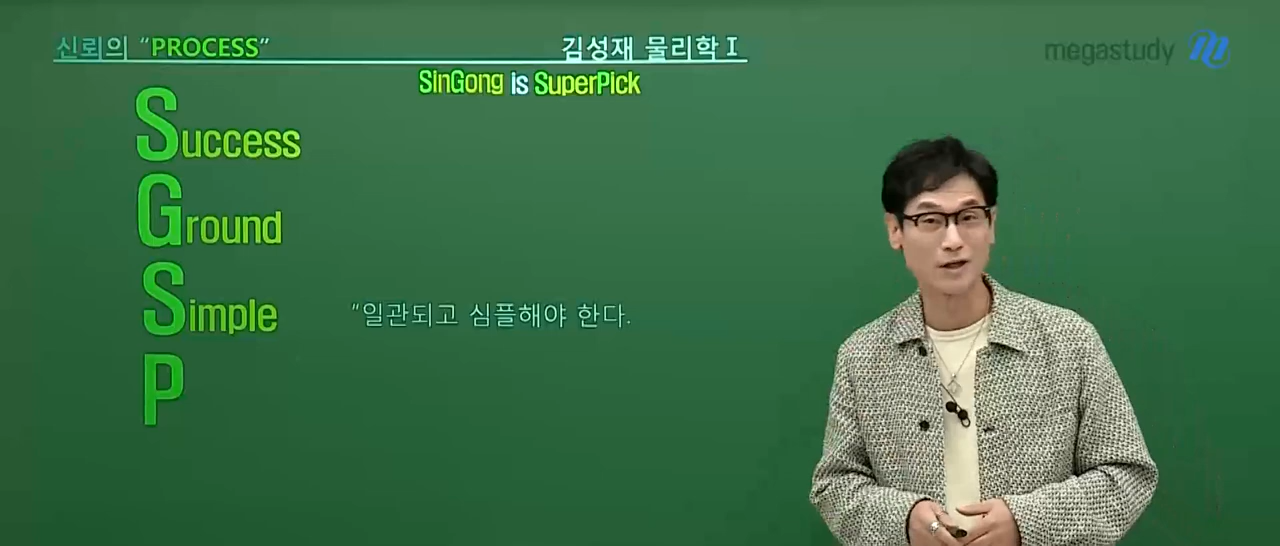 신뢰의 “PROCESS”
김성재 물리학Ⅰ
megastudy
SinGong is SuperPick
Success
Ground
Simple
"일관되고 심플해야 한다.
P